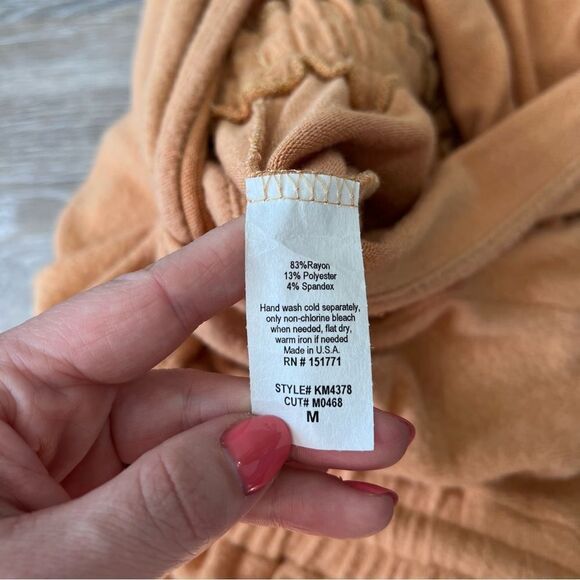 83%Rayon
13% Polyester
4% Spandex
Hand wash cold separately,
only non-chlorine bleach
when needed, flat dry,
warm iron if needed
Made in U.S.A.
RN # 151771
STYLE# KM4378
CUT# M0468
M